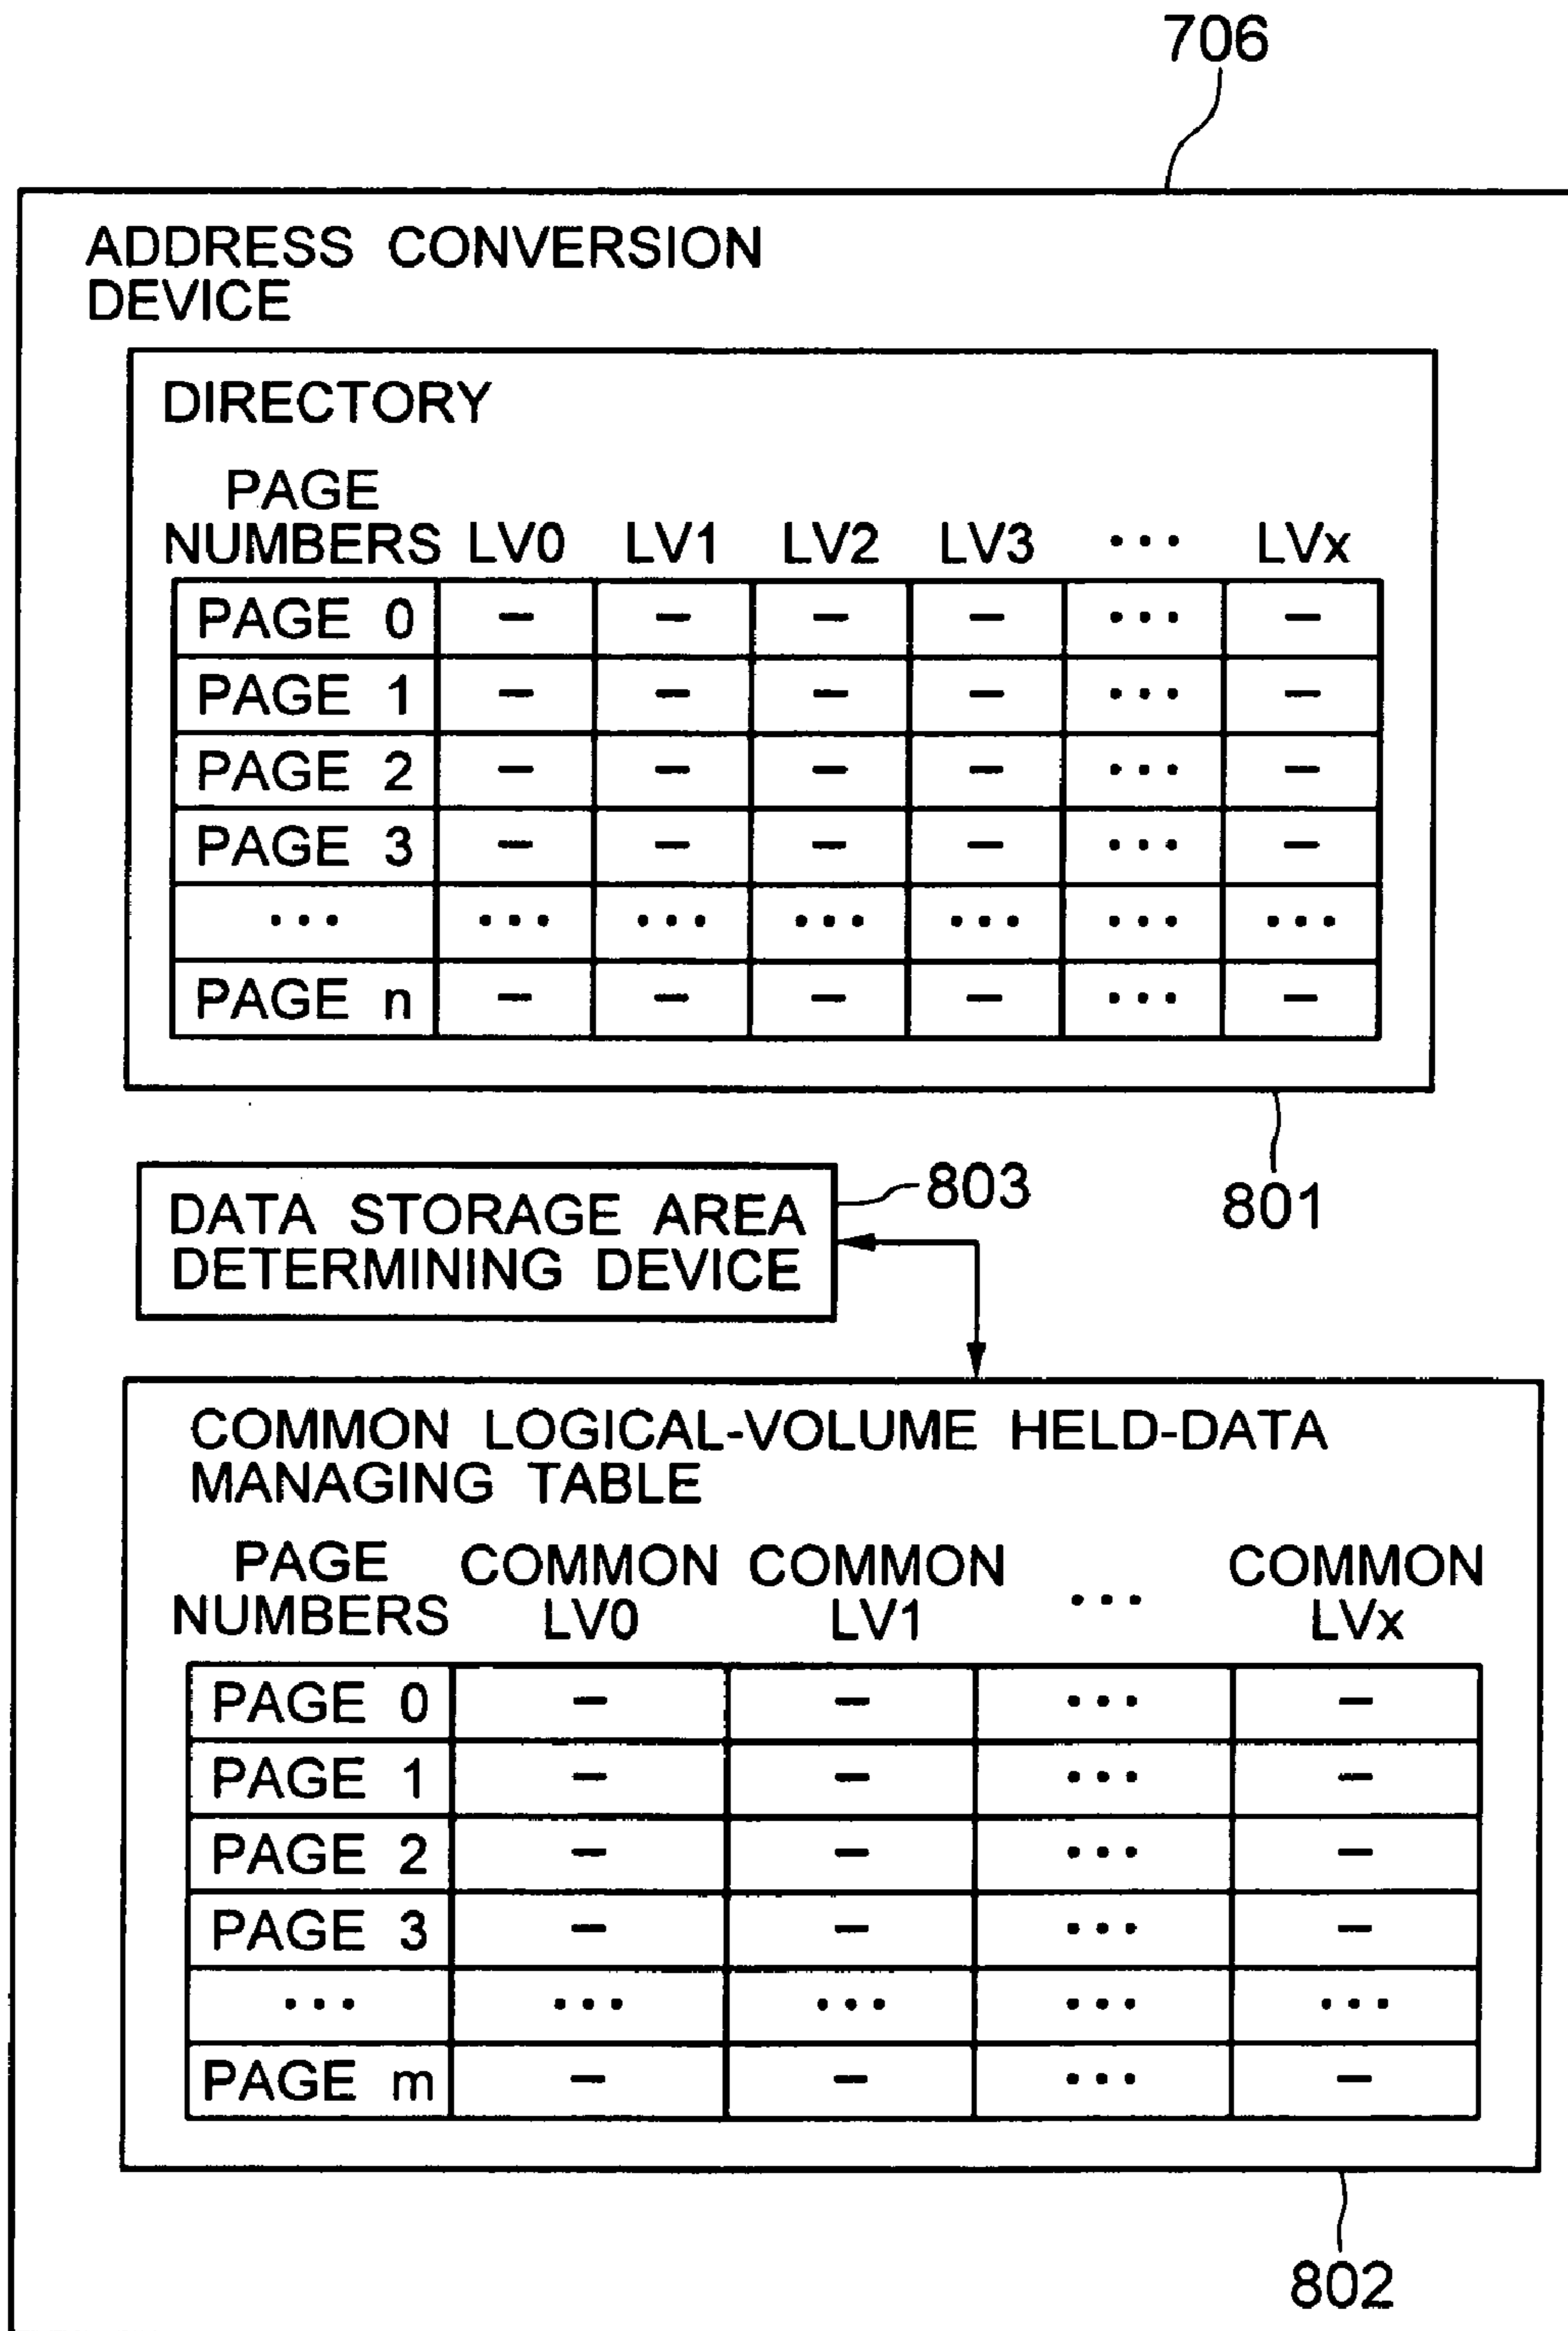 706
ADDRESS CONVERSION
DEVICE
DIRECTORY
PAGE
NUMBERS LV0 LV1 LV2 LV3 ... LVx
PAGE 0 – – – – ... –
PAGE 1 – – – – ... –
PAGE 2 – – – – ... –
PAGE 3 – – – – ... –
... ... ... ... ... ... ...
PAGE n – – – – ... –
801
803
DATA STORAGE AREA
DETERMINING DEVICE
COMMON LOGICAL-VOLUME HELD-DATA
MANAGING TABLE
PAGE COMMON COMMON COMMON
NUMBERS LV0 LV1 ... LVx
PAGE 0 – – ... –
PAGE 1 – – ... –
PAGE 2 – – ... –
PAGE 3 – – ... –
... ... ... ... ...
PAGE m – – ... –
802